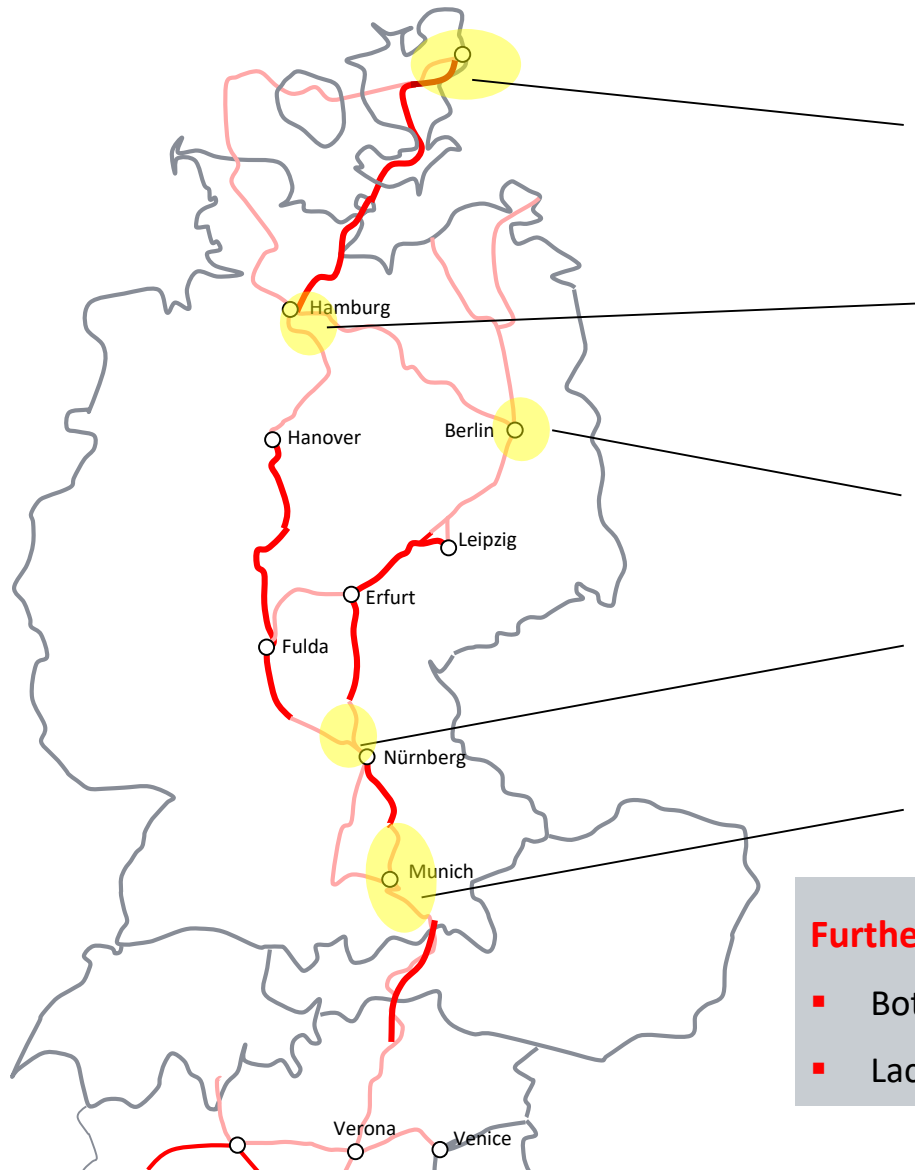 Hamburg
Hanover
Berlin
Leipzig
Erfurt
Fulda
Nürnberg
Munich
Verona
Venice